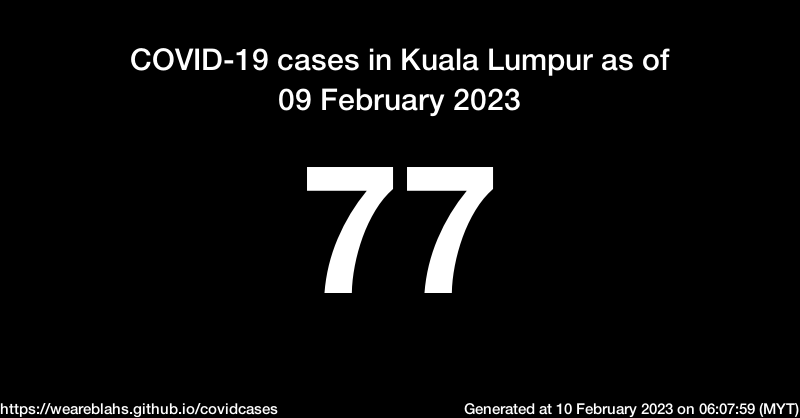 COVID-19 cases in Kuala Lumpur as of
09 February 2023
77
https://weareblahs.github.io/covidcases
Generated at 10 February 2023 on 06:07:59 (MYT)